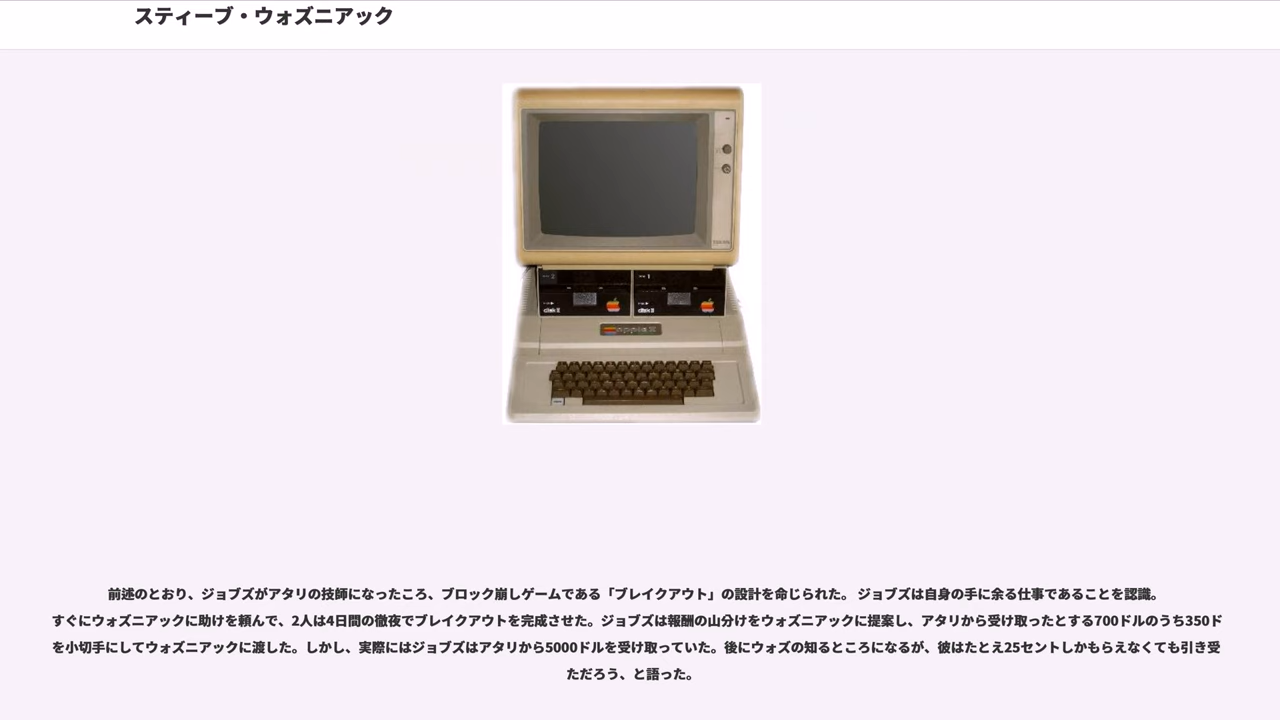 スティーブ・ウォズニアック
disk II
disk II
apple II
前述のとおり、ジョブズがアタリの技師になったころ、ブロック崩しゲームである「ブレイクアウト」の設計を命じられた。 ジョブズは自身の手に余る仕事であることを認識。
すぐにウォズニアックに助けを頼んで、2人は4日間の徹夜でブレイクアウトを完成させた。ジョブズは報酬の山分けをウォズニアックに提案し、アタリから受け取ったとする700ドルのうち350ド
を小切手にしてウォズニアックに渡した。しかし、実際にはジョブズはアタリから5000ドルを受け取っていた。後にウォズの知るところになるが、彼はたとえ25セントしかもらえなくても引き受
ただろう、と語った。